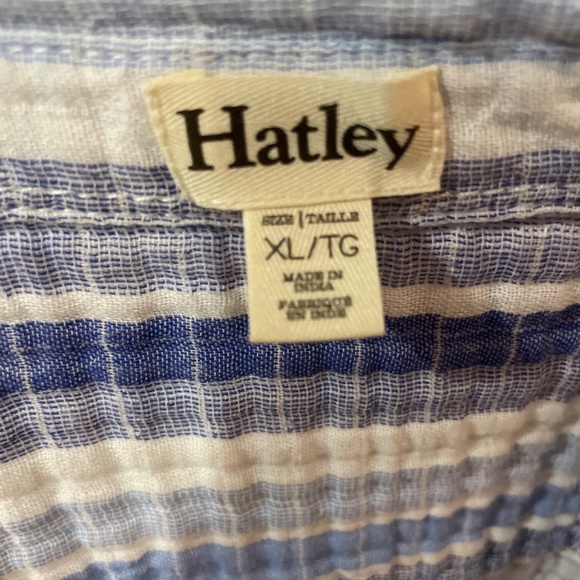 Hatley
SIZE | TAILLE
XL/TG
MADE IN
INDIA
FABRIQUÉ
EN INDE